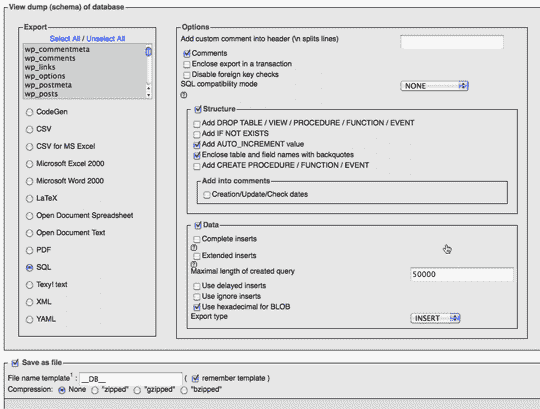 View dump (schema) of database
Export
Select All / Unselect All
wp_commentmeta
wp_comments
wp_links
wp_options
wp_postmeta
wp_posts
CodeGen
CSV
CSV for MS Excel
Microsoft Excel 2000
Microsoft Word 2000
LaTeX
Open Document Spreadsheet
Open Document Text
PDF
SQL
Texy! text
XML
YAML
Options
Add custom comment into header (\n splits lines)
Comments
Enclose export in a transaction
Disable foreign key checks
SQL compatibility mode
NONE
Structure
Add DROP TABLE / VIEW / PROCEDURE / FUNCTION / EVENT
Add IF NOT EXISTS
Add AUTO_INCREMENT value
Enclose table and field names with backquotes
Add CREATE PROCEDURE / FUNCTION / EVENT
Add into comments
Creation/Update/Check dates
Data
Complete inserts
Extended inserts
Maximal length of created query
50000
Use delayed inserts
Use ignore inserts
Use hexadecimal for BLOB
Export type
INSERT
Save as file
File name template1 : __DB__ ( remember template )
Compression: None "zipped" "gzipped" "bzipped"